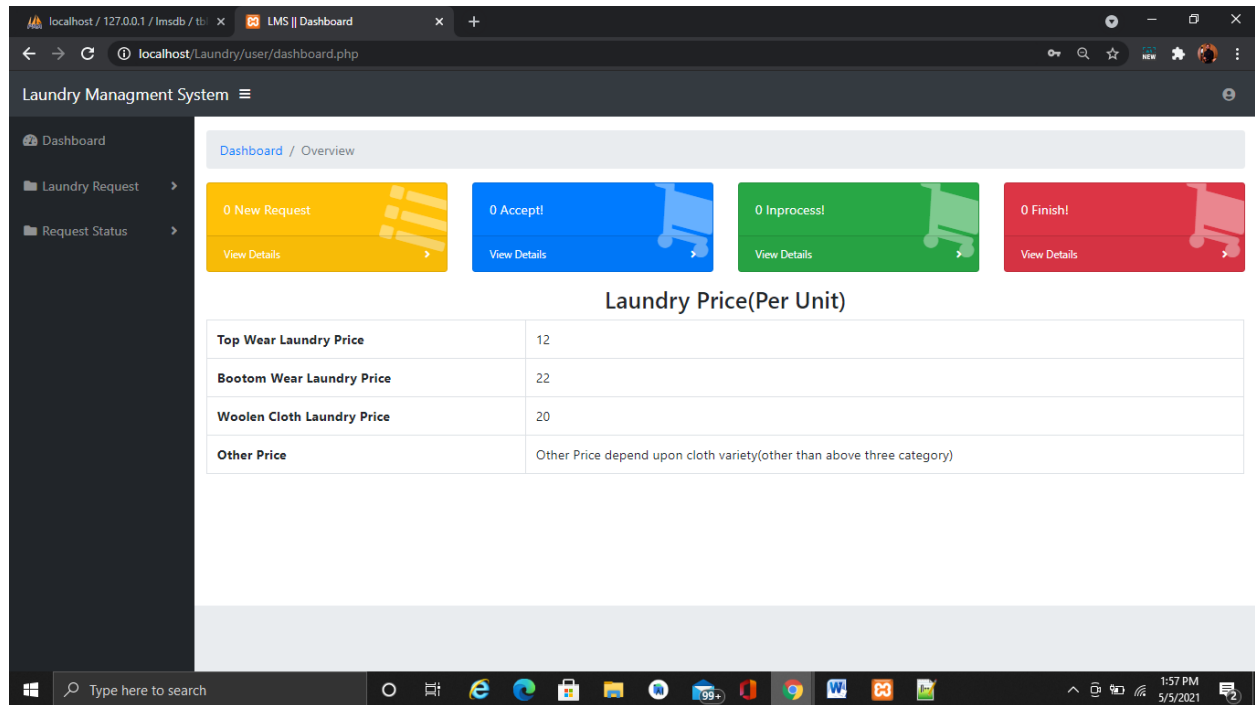 localhost / 127.0.0.1 / lmsdb / tbl
LMS || Dashboard
localhost/Laundry/user/dashboard.php
NEW
Laundry Managment System
Dashboard
Laundry Request
Request Status
Dashboard / Overview
0 New Request
View Details
0 Accept!
View Details
0 Inprocess!
View Details
0 Finish!
View Details
Laundry Price(Per Unit)
Top Wear Laundry Price 12
Bootom Wear Laundry Price 22
Woolen Cloth Laundry Price 20
Other Price Other Price depend upon cloth variety(other than above three category)
Type here to search
99+
1:57 PM
5/5/2021
2